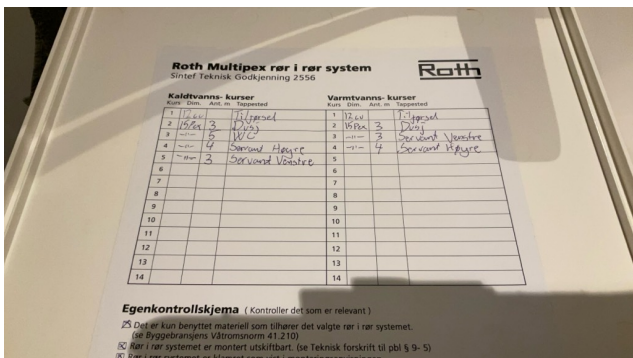 Roth Multipex rør i rør system
Roth
Sintef Teknisk Godkjenning 2556
Kaldtvanns- kurser
Kurs Dim. Ant. m Tappested
1 Tilførsel
2 15 Pex 3 Dusj
3 -"- 5 WC
4 -"- 4 Servant Høyre
5 -"- 3 Servant Venstre
6
7
8
9
10
11
12
13
14
Varmtvanns- kurser
Kurs Dim. Ant. m Tappested
1 Tilførsel
2 15 Pex 3 Dusj
3 -"- 3 Servant Venstre
4 -"- 4 Servant Høyre
5
6
7
8
9
10
11
12
13
14
Egenkontrollskjema ( Kontroller det som er relevant )
Det er kun benyttet materiell som tilhører det valgte rør i rør systemet.
(se Byggebransjens Våtromsnorm 41.210)
Rør i rør systemet er montert utskiftbart. (se Teknisk forskrift til pbl § 9- 5)